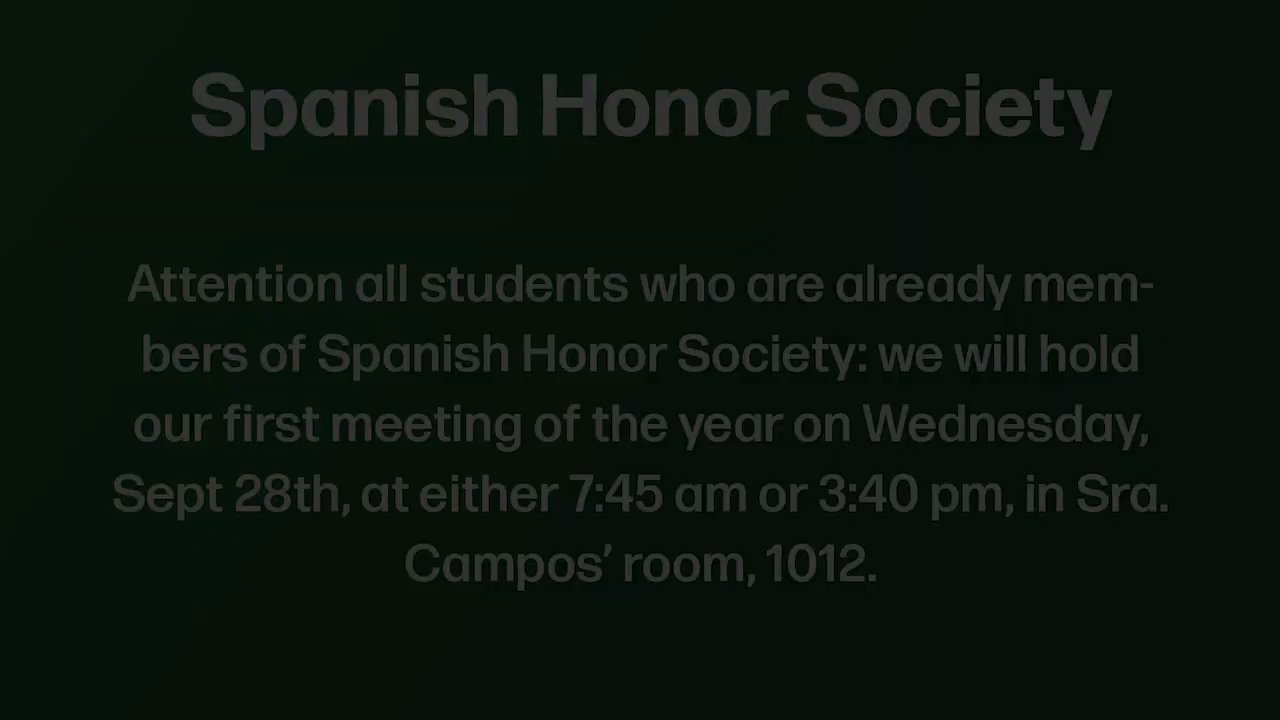 Spanish Honor Society
Attention all students who are already mem-
bers of Spanish Honor Society: we will hold
our first meeting of the year on Wednesday,
Sept 28th, at either 7:45 am or 3:40 pm, in Sra.
Campos’ room, 1012.